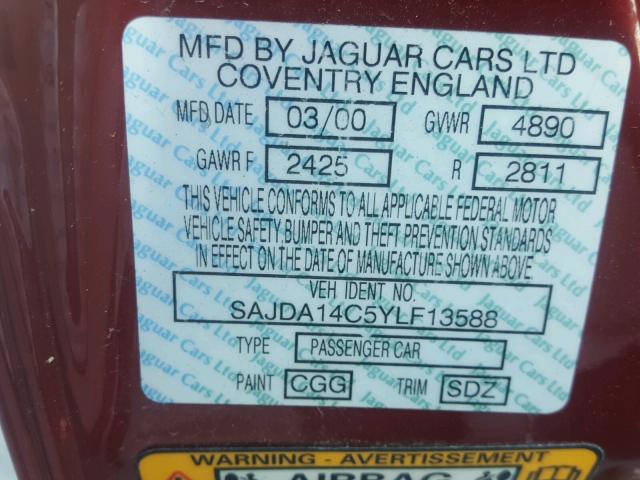 MFD BY JAGUAR CARS LTD
COVENTRY ENGLAND
MFD DATE 03/00 GVWR 4890
GAWR F 2425 R 2811
THIS VEHICLE CONFORMS TO ALL APPLICABLE FEDERAL MOTOR
VEHICLE SAFETY, BUMPER AND THEFT PREVENTION STANDARDS
IN EFFECT ON THE DATE OF MANUFACTURE SHOWN ABOVE
VEH IDENT NO.
SAJDA14C5YLF13588
TYPE PASSENGER CAR
PAINT CGG TRIM SDZ
WARNING - AVERTISSEMENT
AIRBAG